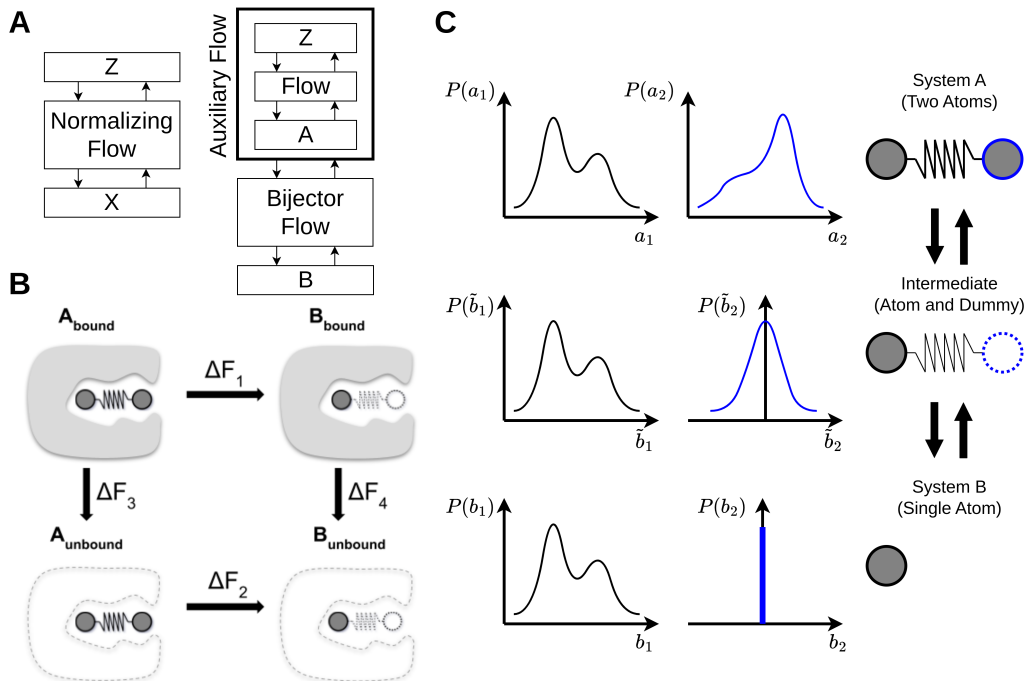 A
Z
Normalizing
Flow
X
Auxiliary Flow
Z
Flow
A
Bijector
Flow
B
B
A_bound
B_bound
ΔF_1
ΔF_3
ΔF_4
A_unbound
B_unbound
ΔF_2
C
P(a_1)
a_1
P(a_2)
a_2
System A
(Two Atoms)
P(b̃_1)
b̃_1
P(b̃_2)
b̃_2
Intermediate
(Atom and Dummy)
P(b_1)
b_1
P(b_2)
b_2
System B
(Single Atom)